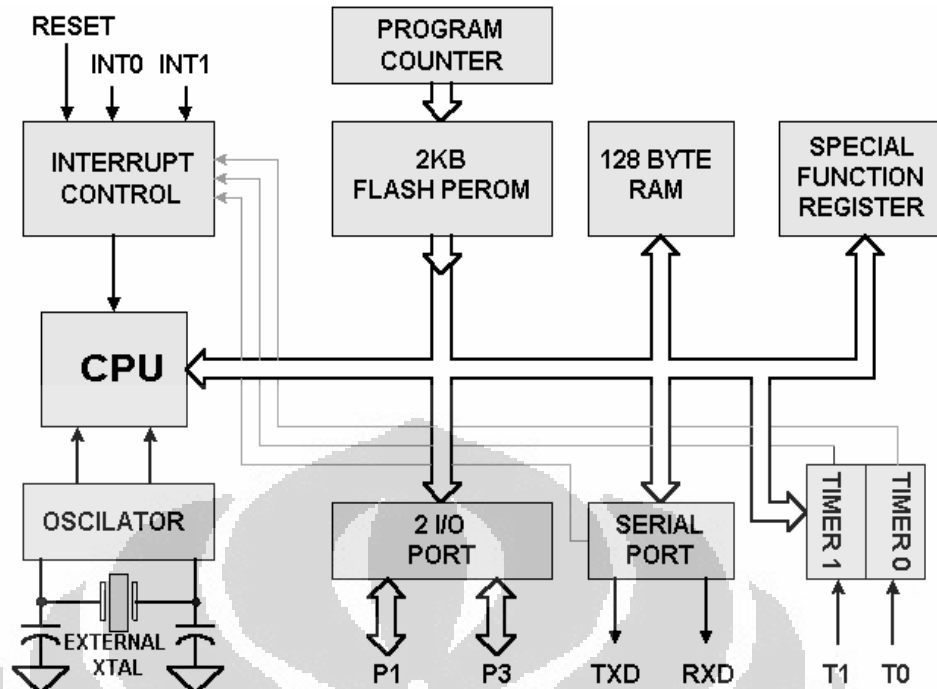 RESET
INT0 INT1
PROGRAM
COUNTER
INTERRUPT
CONTROL
2KB
FLASH PEROM
128 BYTE
RAM
SPECIAL
FUNCTION
REGISTER
CPU
OSCILATOR
2 I/O
PORT
SERIAL
PORT
TIMER 1
TIMER 0
EXTERNAL
XTAL
P1
P3
TXD
RXD
T1
T0